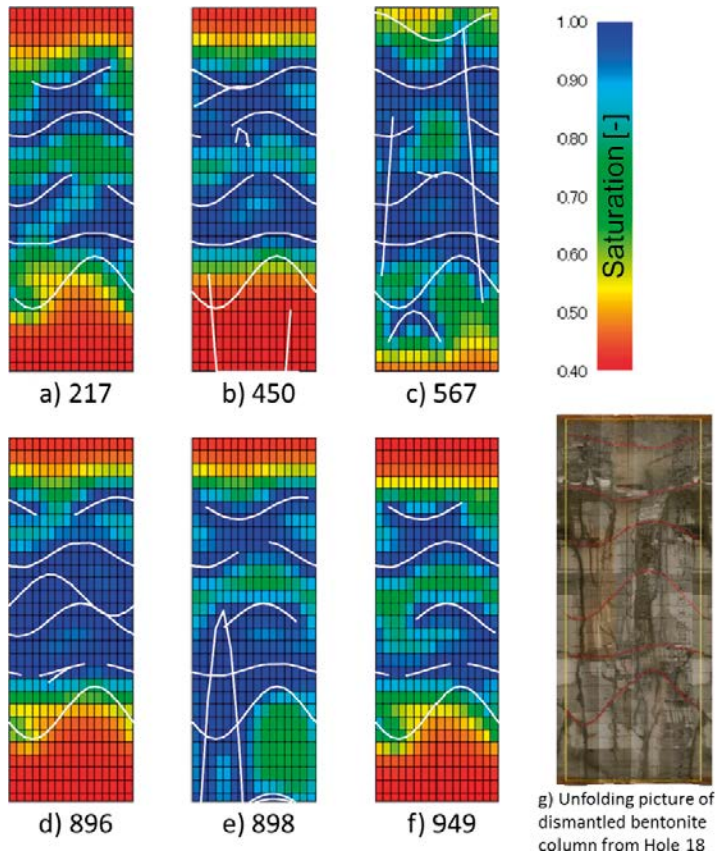 1.00
0.90
0.80
0.70
0.60
0.50
0.40
Saturation [-]
a) 217
b) 450
c) 567
d) 896
e) 898
f) 949
g) Unfolding picture of
dismantled bentonite
column from Hole 18